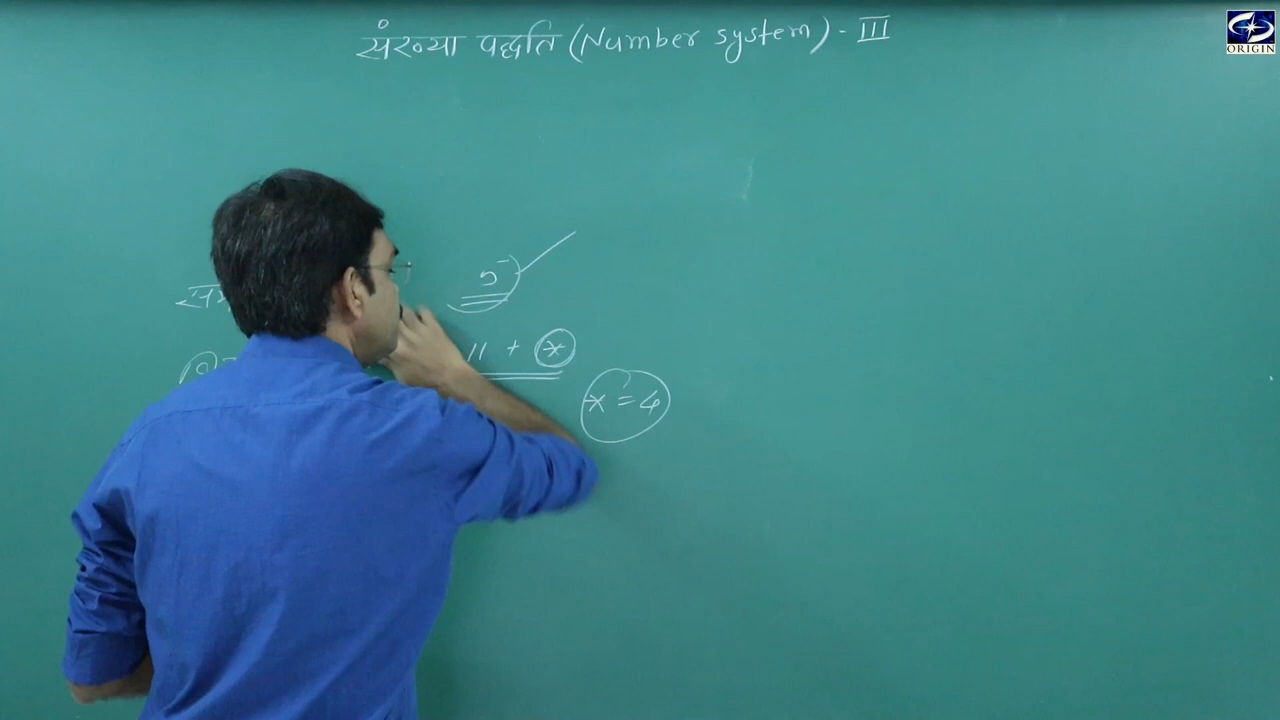 संख्या पद्धति (Number system) - III
ORIGIN
5
11 + x
x = 4